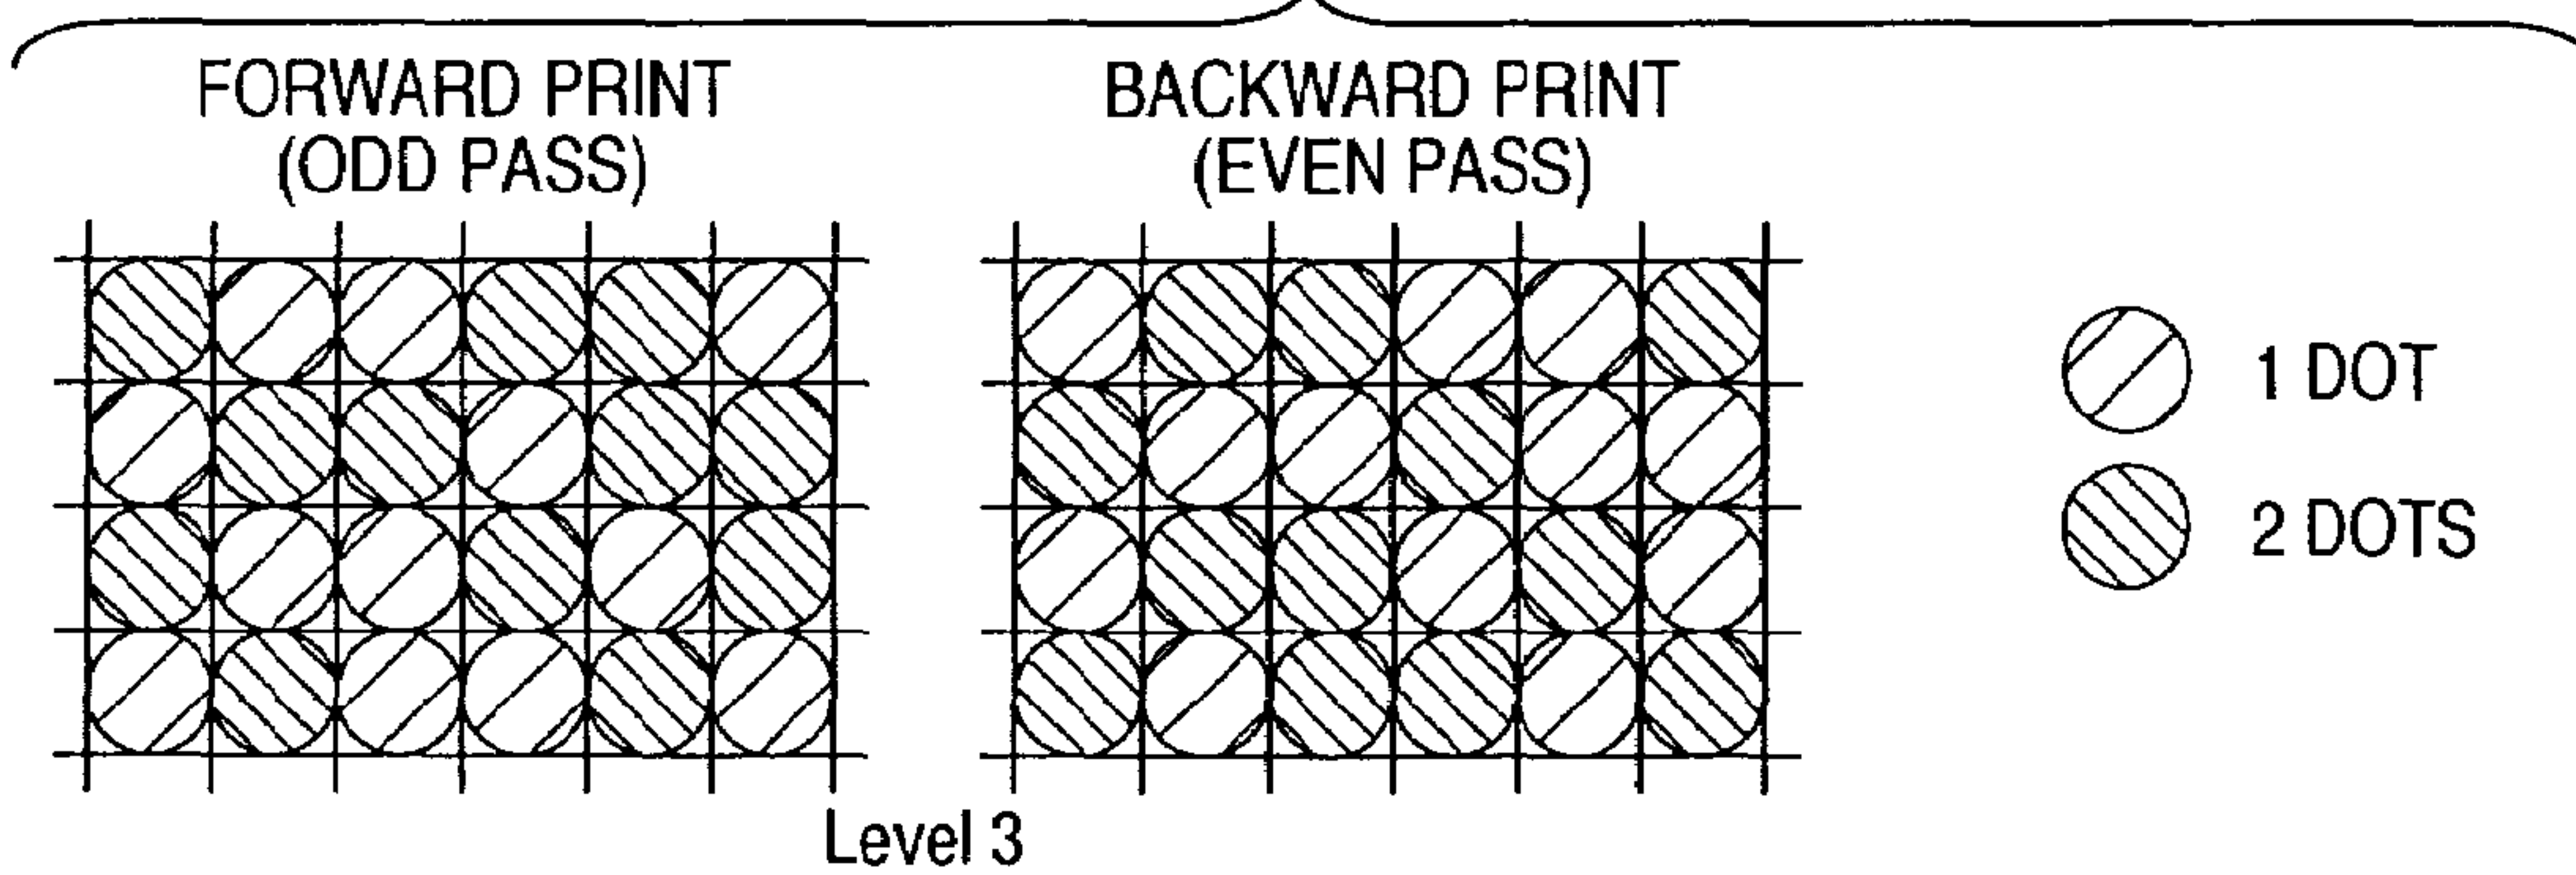 FORWARD PRINT
(ODD PASS)
BACKWARD PRINT
(EVEN PASS)
1 DOT
2 DOTS
Level 3